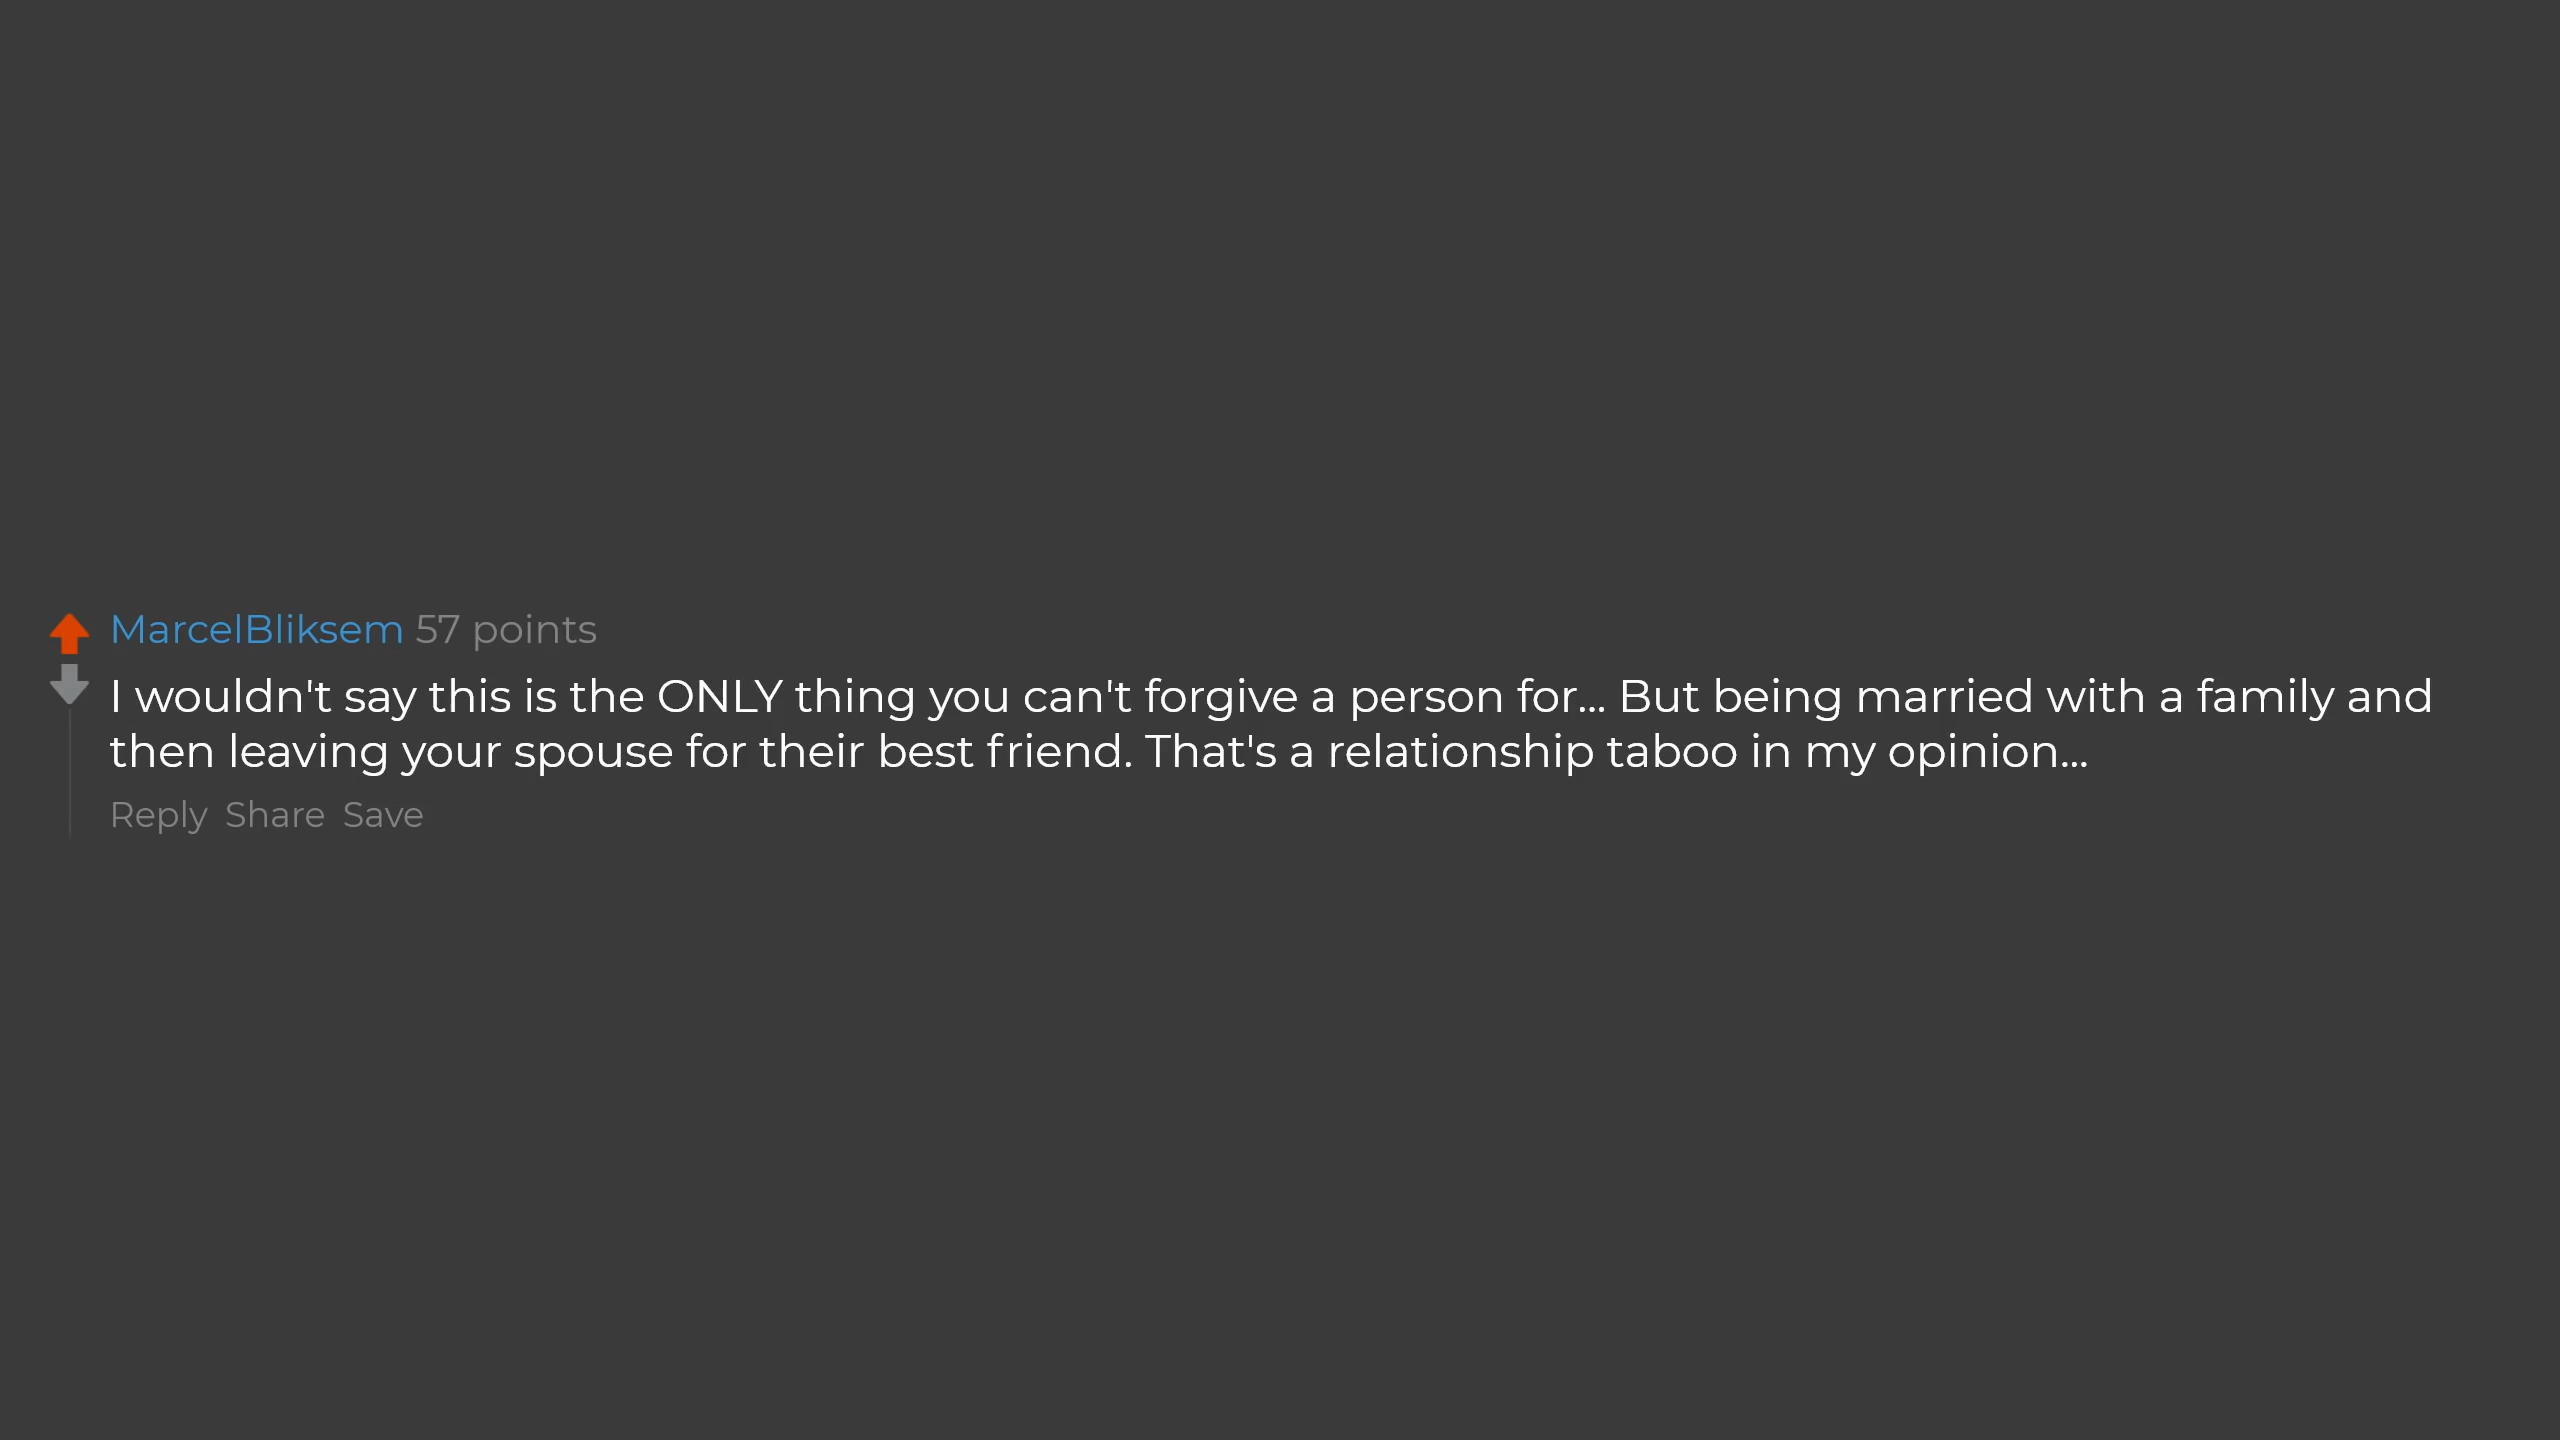 MarcelBliksem 57 points
I wouldn't say this is the ONLY thing you can't forgive a person for... But being married with a family and
then leaving your spouse for their best friend. That's a relationship taboo in my opinion...
Reply Share Save